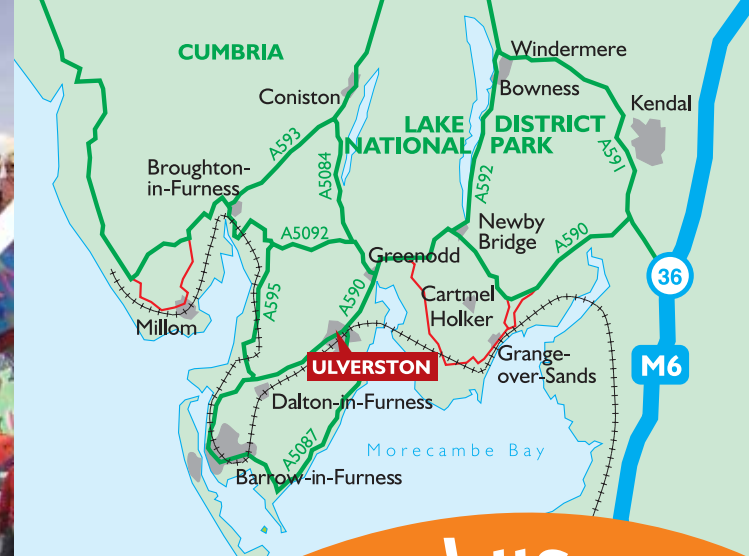 CUMBRIA
Windermere
Bowness
Coniston
Kendal
LAKE DISTRICT
NATIONAL PARK
A593
A5084
A592
A591
Broughton-
in-Furness
A5092
Newby
Bridge
A590
Greenodd
36
A595
A590
Cartmel
Holker
Millom
Grange-
over-Sands
M6
ULVERSTON
Dalton-in-Furness
A5087
Morecambe Bay
Barrow-in-Furness